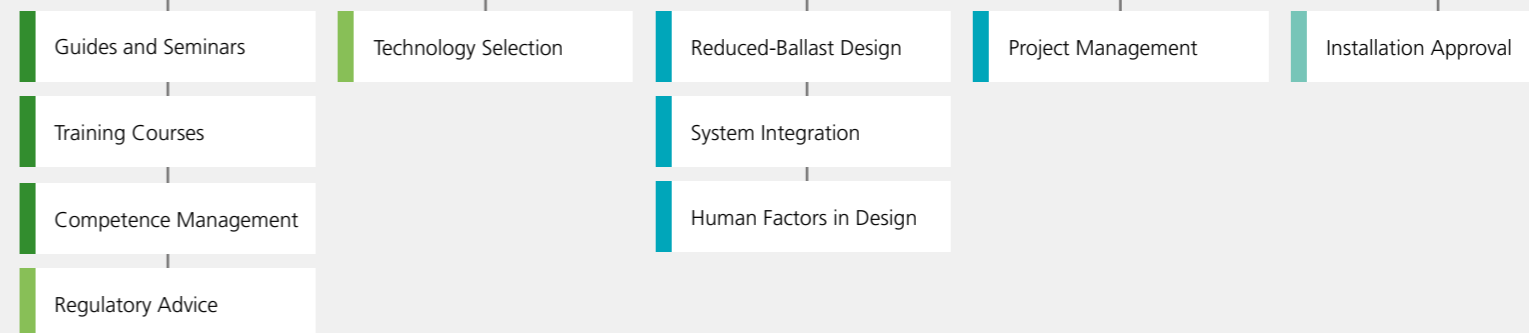 Guides and Seminars
Training Courses
Competence Management
Regulatory Advice
Technology Selection
Reduced-Ballast Design
System Integration
Human Factors in Design
Project Management
Installation Approval